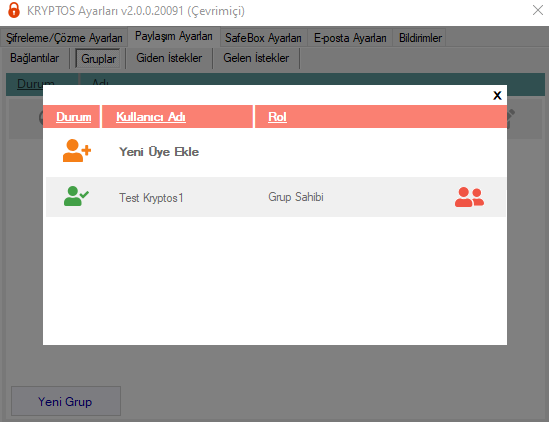 KRYPTOS Ayarları v2.0.0.20091 (Çevrimiçi)
Şifreleme/Çözme Ayarları Paylaşım Ayarları SafeBox Ayarları E-posta Ayarları Bildirimler
Bağlantılar Gruplar Giden İstekler Gelen İstekler
Durum Adı
x
Durum Kullanıcı Adı Rol
Yeni Üye Ekle
Test Kryptos1 Grup Sahibi
Yeni Grup